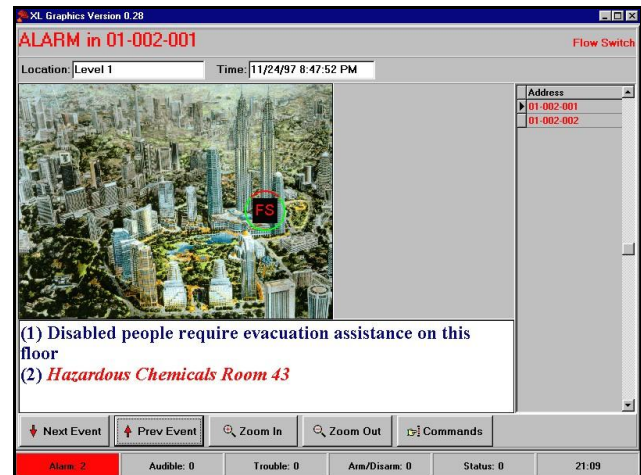 XL Graphics Version 0.28
ALARM in 01-002-001
Flow Switch
Location: Level 1 Time: 11/24/97 8:47:52 PM
Address
01-002-001
01-002-002
FS
(1) Disabled people require evacuation assistance on this
floor
(2) Hazardous Chemicals Room 43
Next Event Prev Event Zoom In Zoom Out Commands
Alarm: 2 Audible: 0 Trouble: 0 Arm/Disarm: 0 Status: 0 21:09